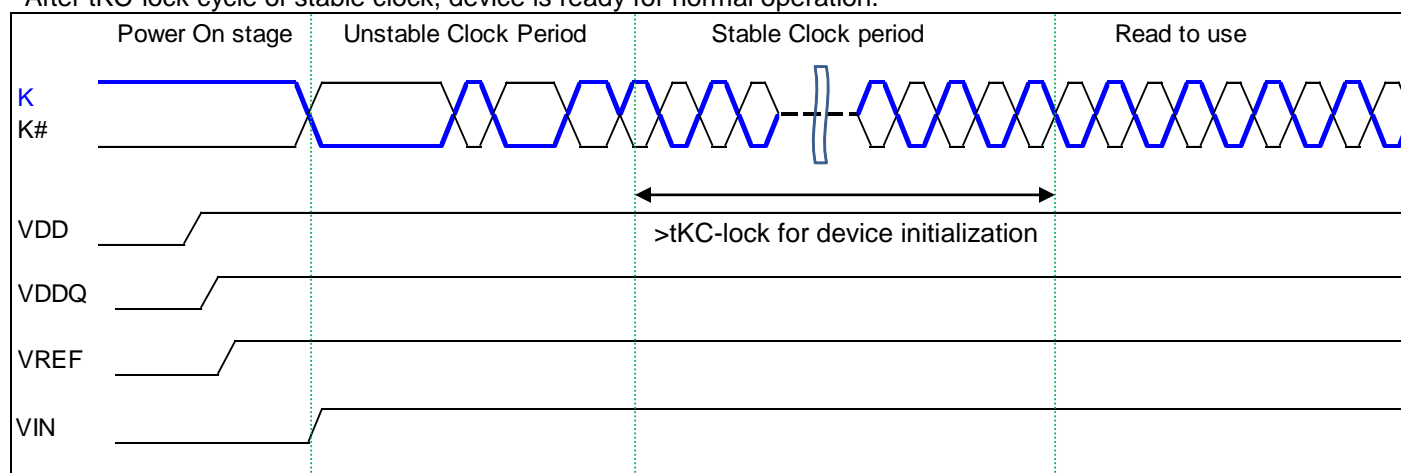 After tKC-lock cycle of stable clock, device is ready for normal operation.
Power On stage Unstable Clock Period Stable Clock period Read to use
K
K#
VDD
>tKC-lock for device initialization
VDDQ
VREF
VIN